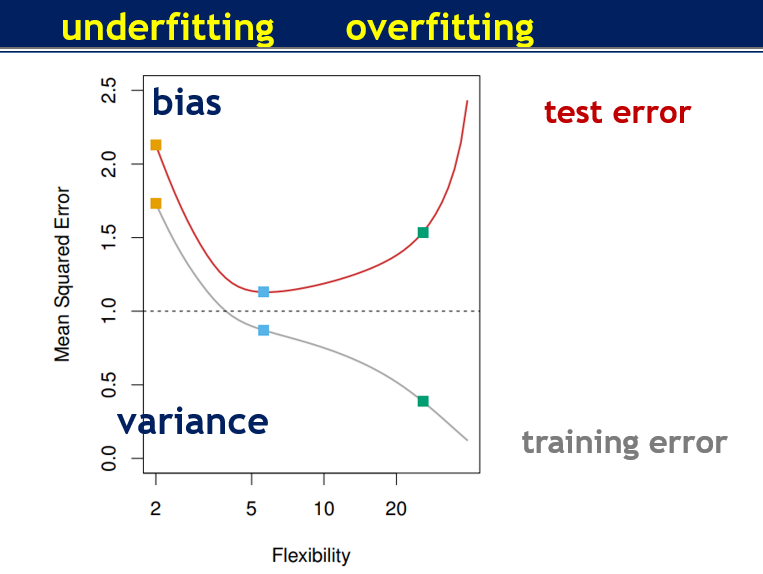 underfitting overfitting
bias
test error
2.5
2.0
1.5
1.0
0.5
0.0
Mean Squared Error
variance
training error
2 5 10 20
Flexibility